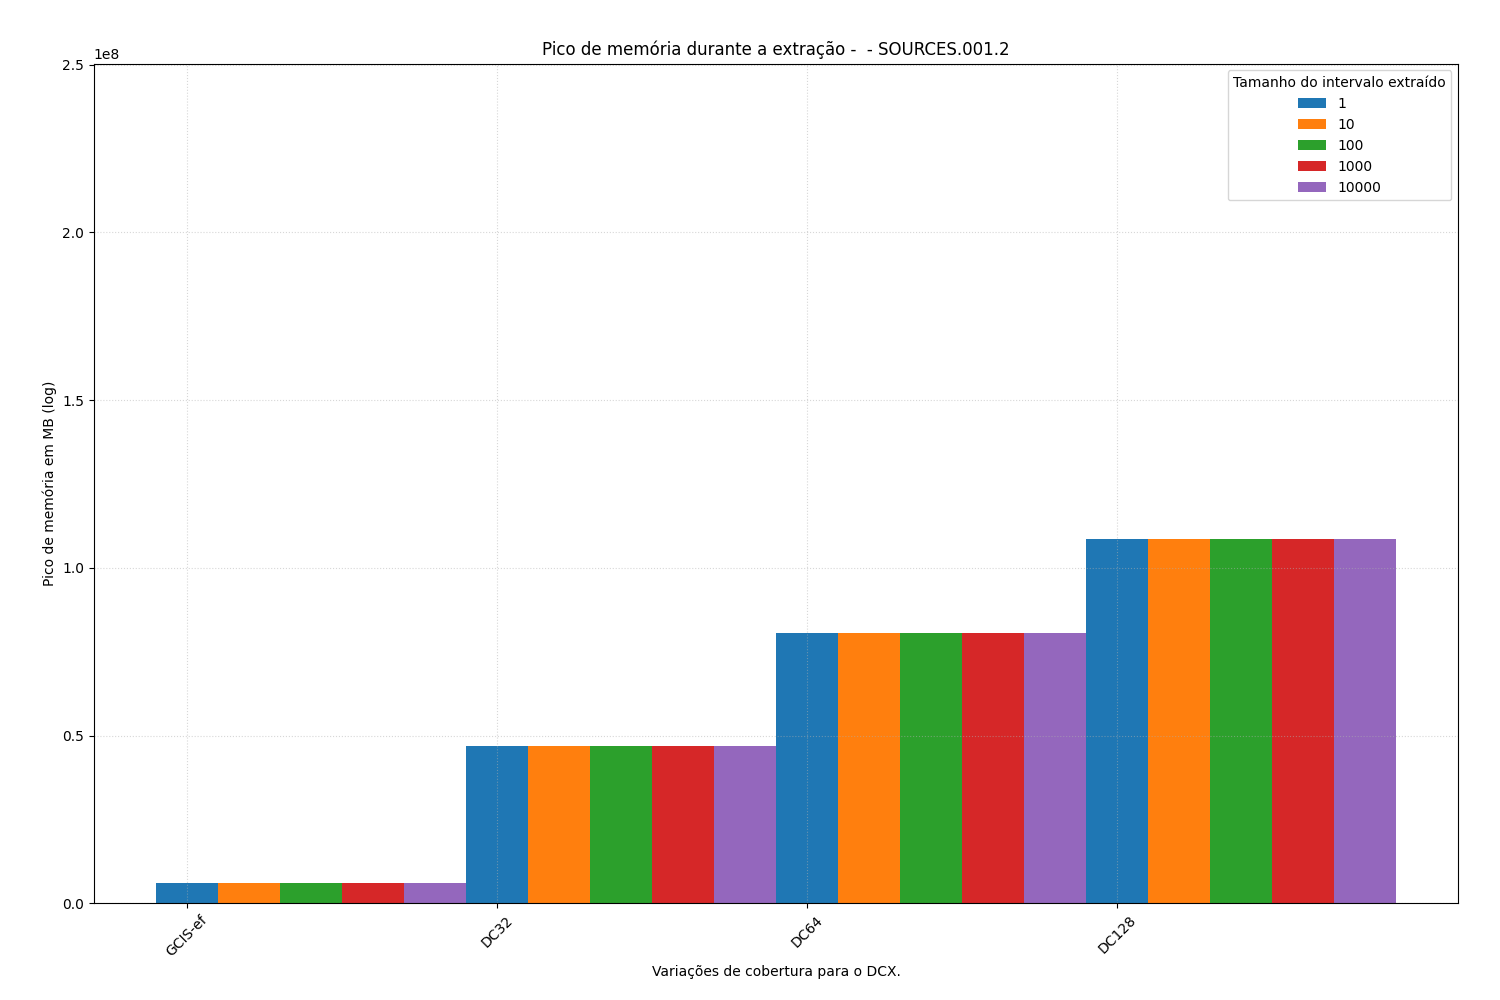 Pico de memória durante a extração -  - SOURCES.001.2
1e8
2.5
2.0
1.5
1.0
0.5
0.0
Pico de memória em MB (log)
Tamanho do intervalo extraído
1
10
100
1000
10000
GCIS-ef
DC32
DC64
DC128
Variações de cobertura para o DCX.